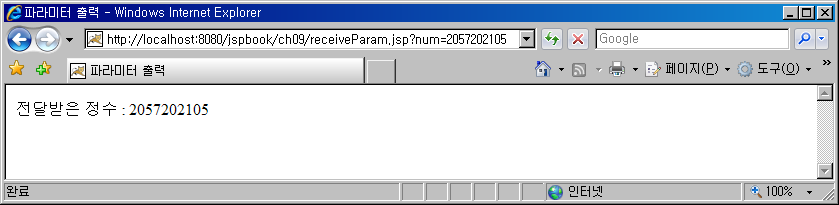 파라미터 출력 - Windows Internet Explorer
http://localhost:8080/jspbook/ch09/receiveParam.jsp?num=2057202105
Google
파라미터 출력
페이지(P)
도구(O)
전달받은 정수 : 2057202105
완료
인터넷
100%